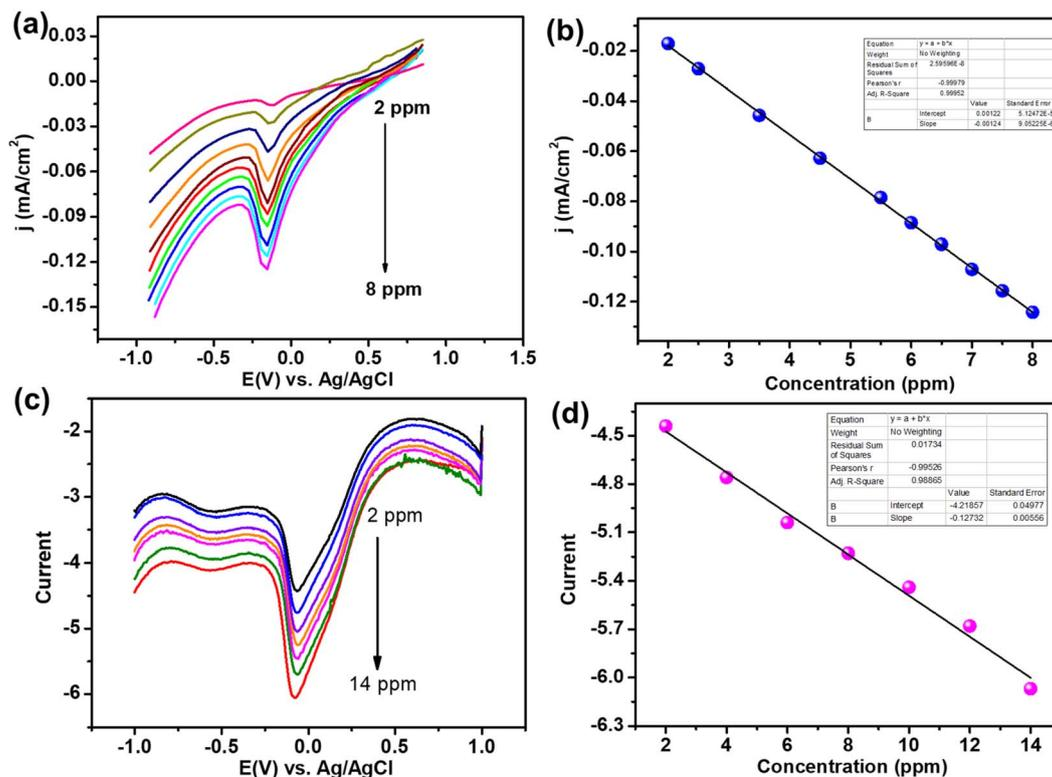 (a)
0.03
0.00
-0.03
-0.06
-0.09
-0.12
-0.15
j (mA/cm²)
2 ppm
8 ppm
-1.0 -0.5 0.0 0.5 1.0 1.5
E(V) vs. Ag/AgCl
(b)
-0.02
-0.04
-0.06
-0.08
-0.10
-0.12
j (mA/cm²)
Equation y = a + b*x
Weight No Weighting
Residual Sum of
Squares
2.59596E-8
Pearson's r -0.99979
Adj. R-Square 0.99952
Value Standard Error
B
Intercept 0.00122
Slope -0.00124
2 3 4 5 6 7 8
Concentration (ppm)
(c)
-2
-3
-4
-5
-6
Current
2 ppm
14 ppm
-1.0 -0.5 0.0 0.5 1.0
E(V) vs. Ag/AgCl
(d)
-4.5
-4.8
-5.1
-5.4
-5.7
-6.0
-6.3
Current
Equation y = a + b*x
Weight No Weighting
Residual Sum
of Squares
0.01734
Pearson's r -0.99526
Adj. R-Square 0.98865
Value Standard Error
B Intercept -4.21857 0.04977
B Slope -0.12732 0.00556
2 4 6 8 10 12 14
Concentration (ppm)